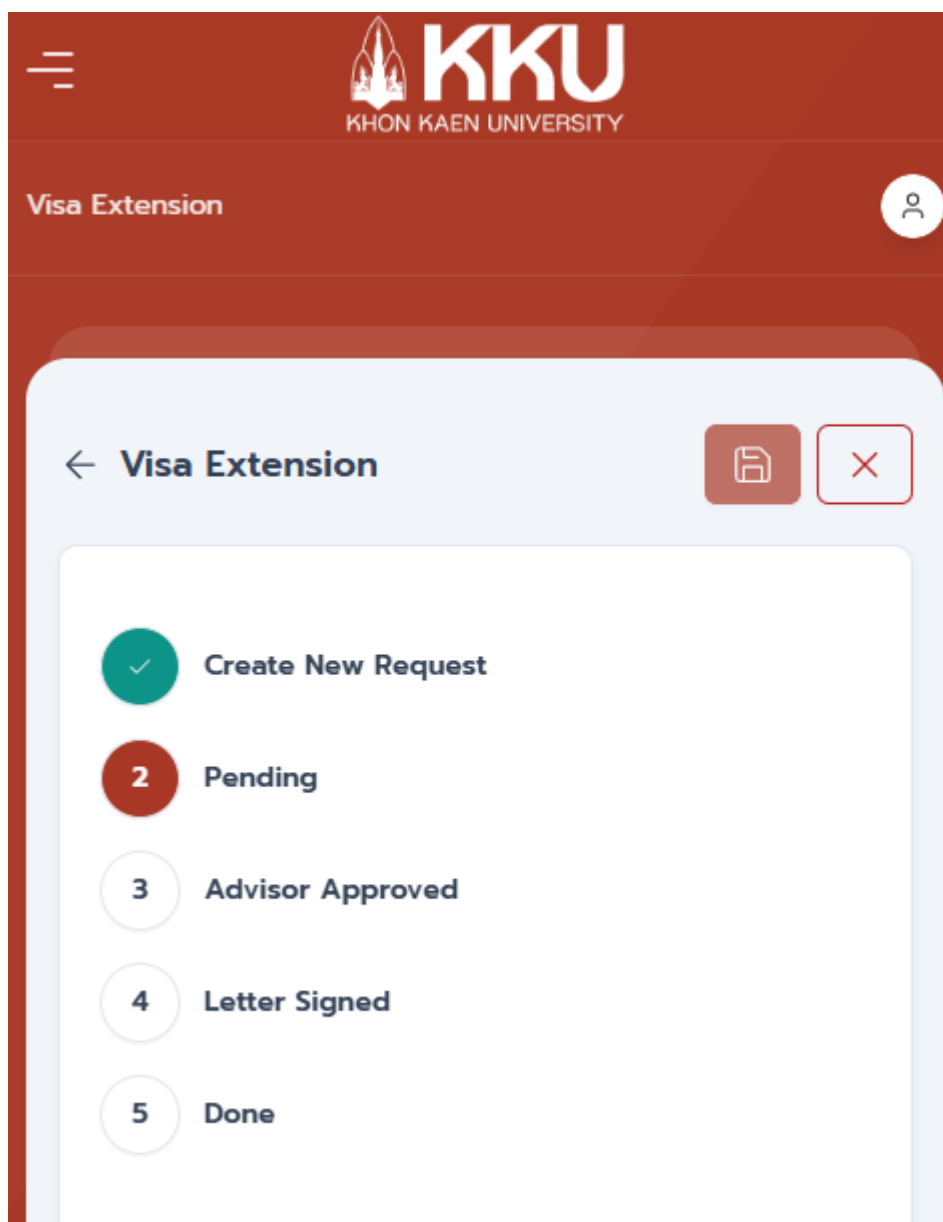 KKU
KHON KAEN UNIVERSITY
Visa Extension
Visa Extension
Create New Request
2 Pending
3 Advisor Approved
4 Letter Signed
5 Done